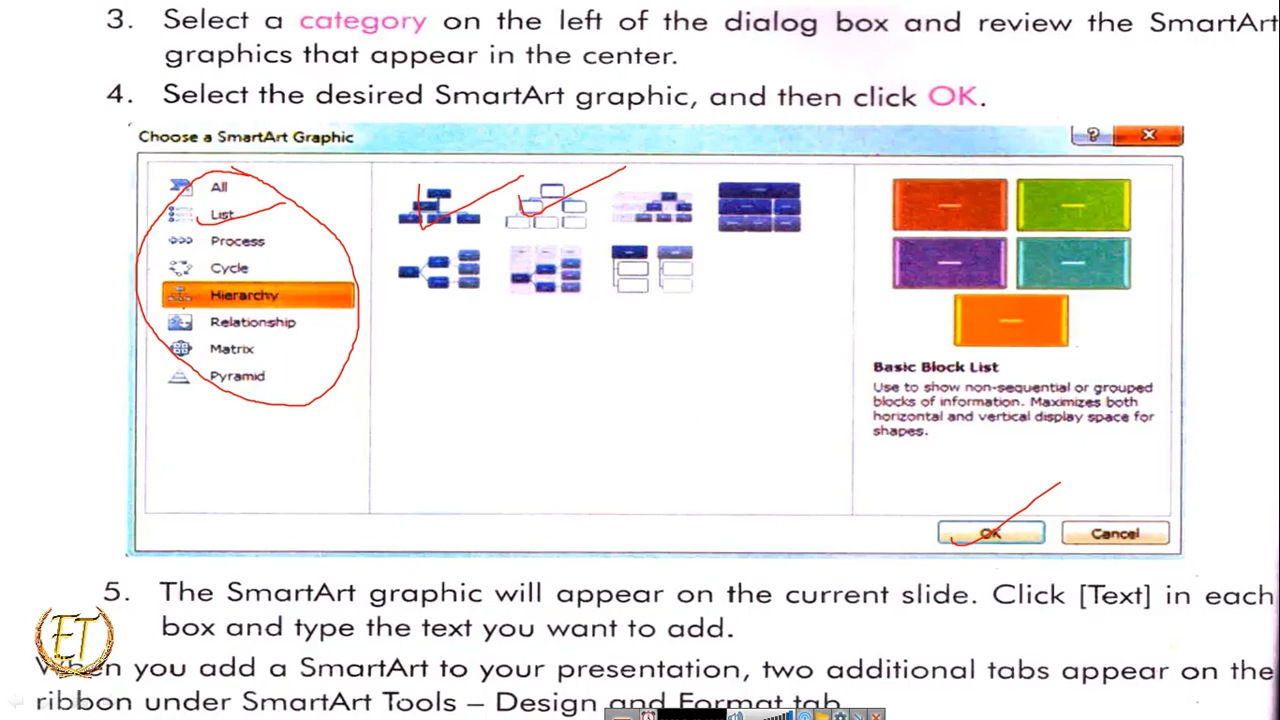 3. Select a category on the left of the dialog box and review the SmartArt
graphics that appear in the center.
4. Select the desired SmartArt graphic, and then click OK.
Choose a SmartArt Graphic
?
All
List
Process
Cycle
Hierarchy
Relationship
Matrix
Pyramid
Basic Block List
Use to show non-sequential or grouped
blocks of information. Maximizes both
horizontal and vertical display space for
shapes.
OK
Cancel
5. The SmartArt graphic will appear on the current slide. Click [Text] in each
box and type the text you want to add.
ET
When you add a SmartArt to your presentation, two additional tabs appear on the
ribbon under SmartArt Tools – Design and Format tab